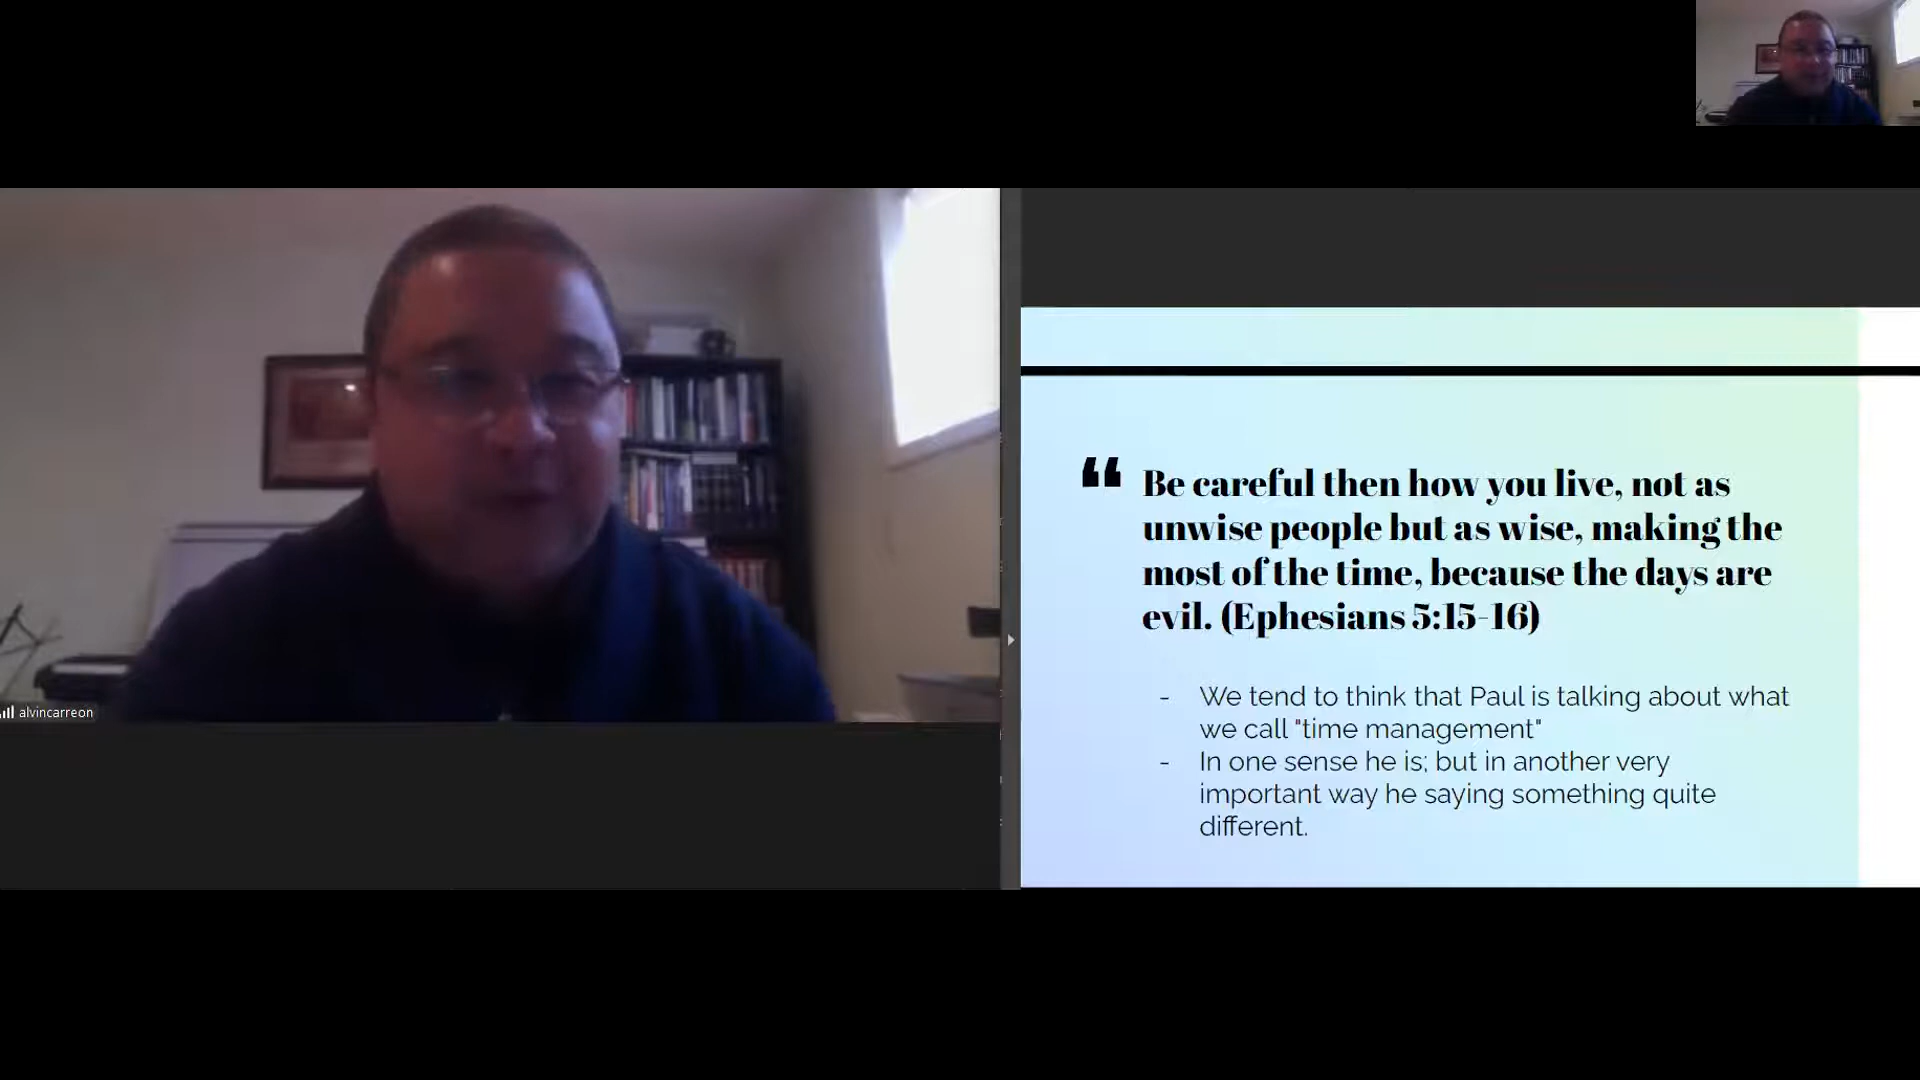 alvincarreon
“ Be careful then how you live, not as
unwise people but as wise, making the
most of the time, because the days are
evil. (Ephesians 5:15-16)
- We tend to think that Paul is talking about what
we call "time management"
- In one sense he is; but in another very
important way he saying something quite
different.